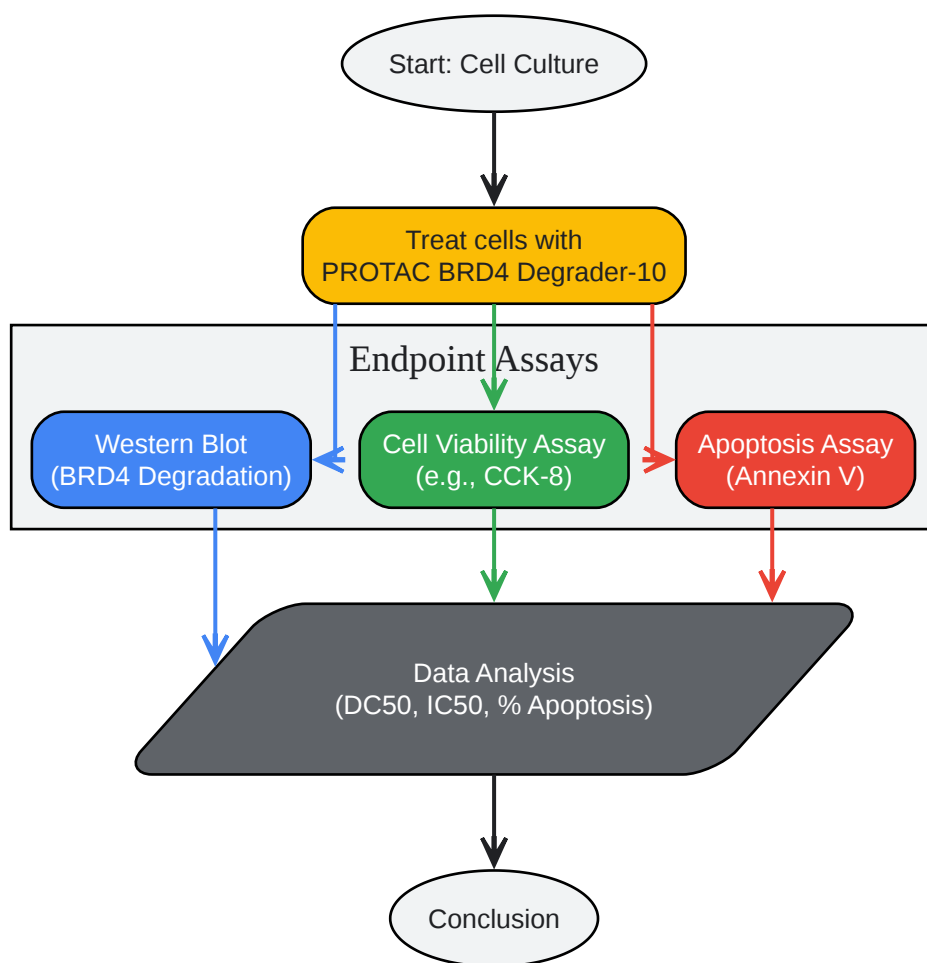 Start: Cell Culture
Treat cells with
PROTAC BRD4 Degrader-10
Endpoint Assays
Western Blot
(BRD4 Degradation)
Cell Viability Assay
(e.g., CCK-8)
Apoptosis Assay
(Annexin V)
Data Analysis
(DC50, IC50, % Apoptosis)
Conclusion